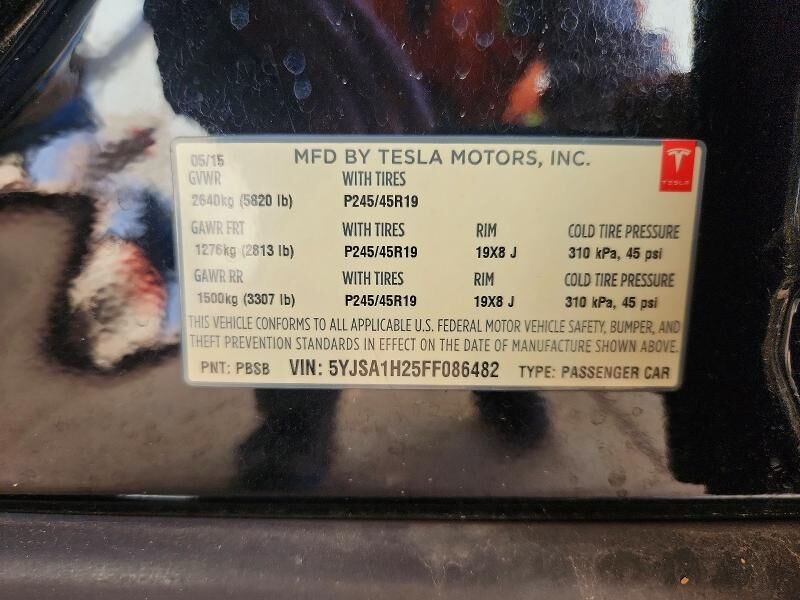 05/15 MFD BY TESLA MOTORS, INC.
TESLA
GVWR WITH TIRES
2640kg (5820 lb) P245/45R19
GAWR FRT WITH TIRES RIM COLD TIRE PRESSURE
1276kg (2813 lb) P245/45R19 19X8 J 310 kPa, 45 psi
GAWR RR WITH TIRES RIM COLD TIRE PRESSURE
1500kg (3307 lb) P245/45R19 19X8 J 310 kPa, 45 psi
THIS VEHICLE CONFORMS TO ALL APPLICABLE U.S. FEDERAL MOTOR VEHICLE SAFETY, BUMPER, AND
THEFT PREVENTION STANDARDS IN EFFECT ON THE DATE OF MANUFACTURE SHOWN ABOVE.
PNT: PBSB VIN: 5YJSA1H25FF086482 TYPE: PASSENGER CAR